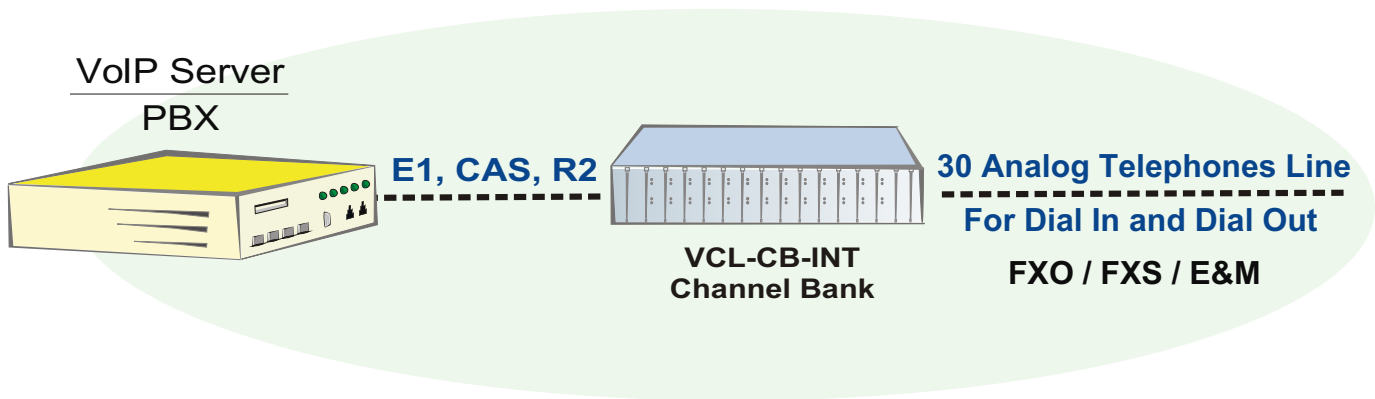 VoIP Server
PBX
E1, CAS, R2
VCL-CB-INT
Channel Bank
30 Analog Telephones Line
For Dial In and Dial Out
FXO / FXS / E&M